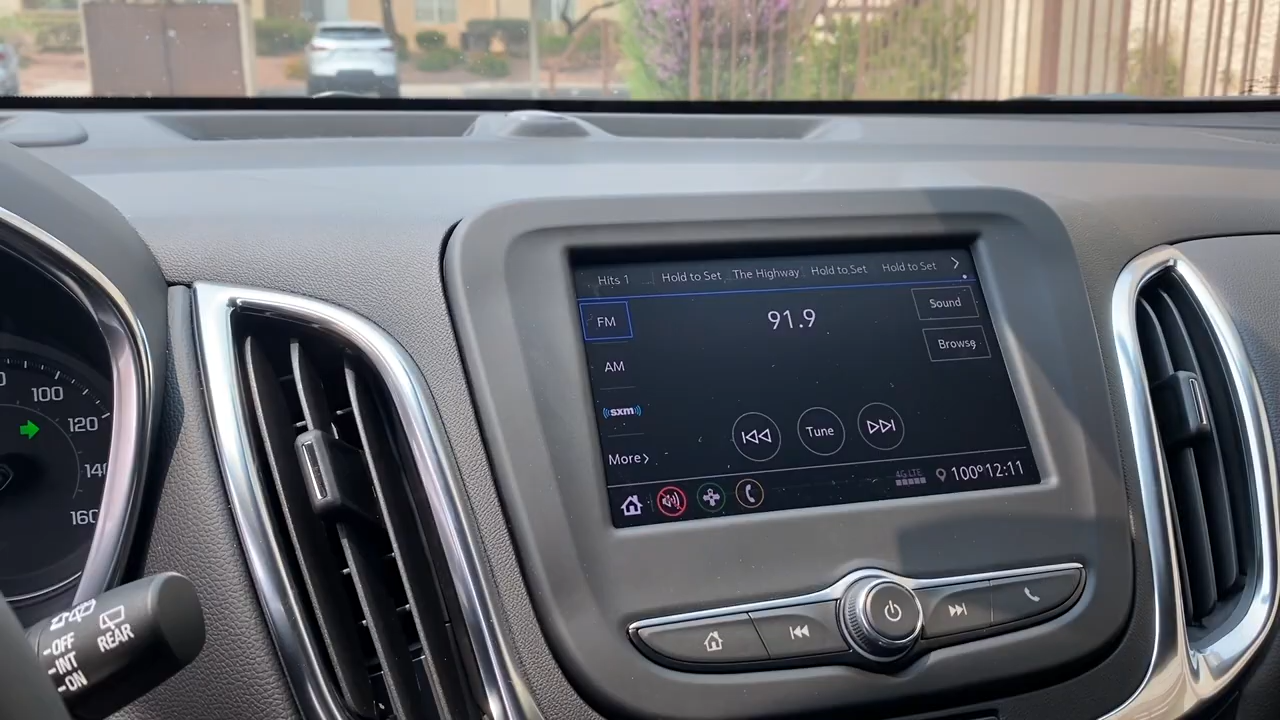 Hits 1 Hold to Set The Highway Hold to Set Hold to Set
FM 91.9 Sound
Browse
AM
sxm
Tune
More
4G LTE 100° 12:11
100
120
140
160
OFF
INT
ON
REAR